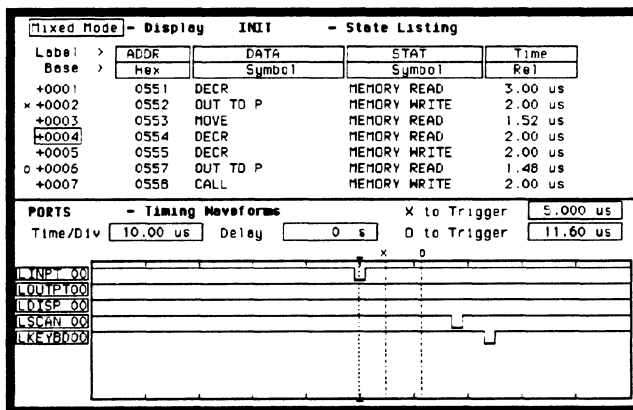 Mixed Mode - Display INIT - State Listing
Label > ADDR DATA STAT Time
Base > Hex Symbol Symbol Rel
+0001 0551 DECR MEMORY READ 3.00 us
x +0002 0552 OUT TO P MEMORY WRITE 2.00 us
+0003 0553 MOVE MEMORY READ 1.52 us
+0004 0554 DECR MEMORY READ 2.00 us
+0005 0555 DECR MEMORY WRITE 2.00 us
o +0006 0557 OUT TO P MEMORY READ 1.48 us
+0007 0558 CALL MEMORY WRITE 2.00 us
PORTS - Timing Waveforms X to Trigger 5.000 us
Time/Div 10.00 us Delay 0 s O to Trigger 11.60 us
X O
LINPT 00
LOUTPT00
LDISP 00
LSCAN 00
LKEYBD00